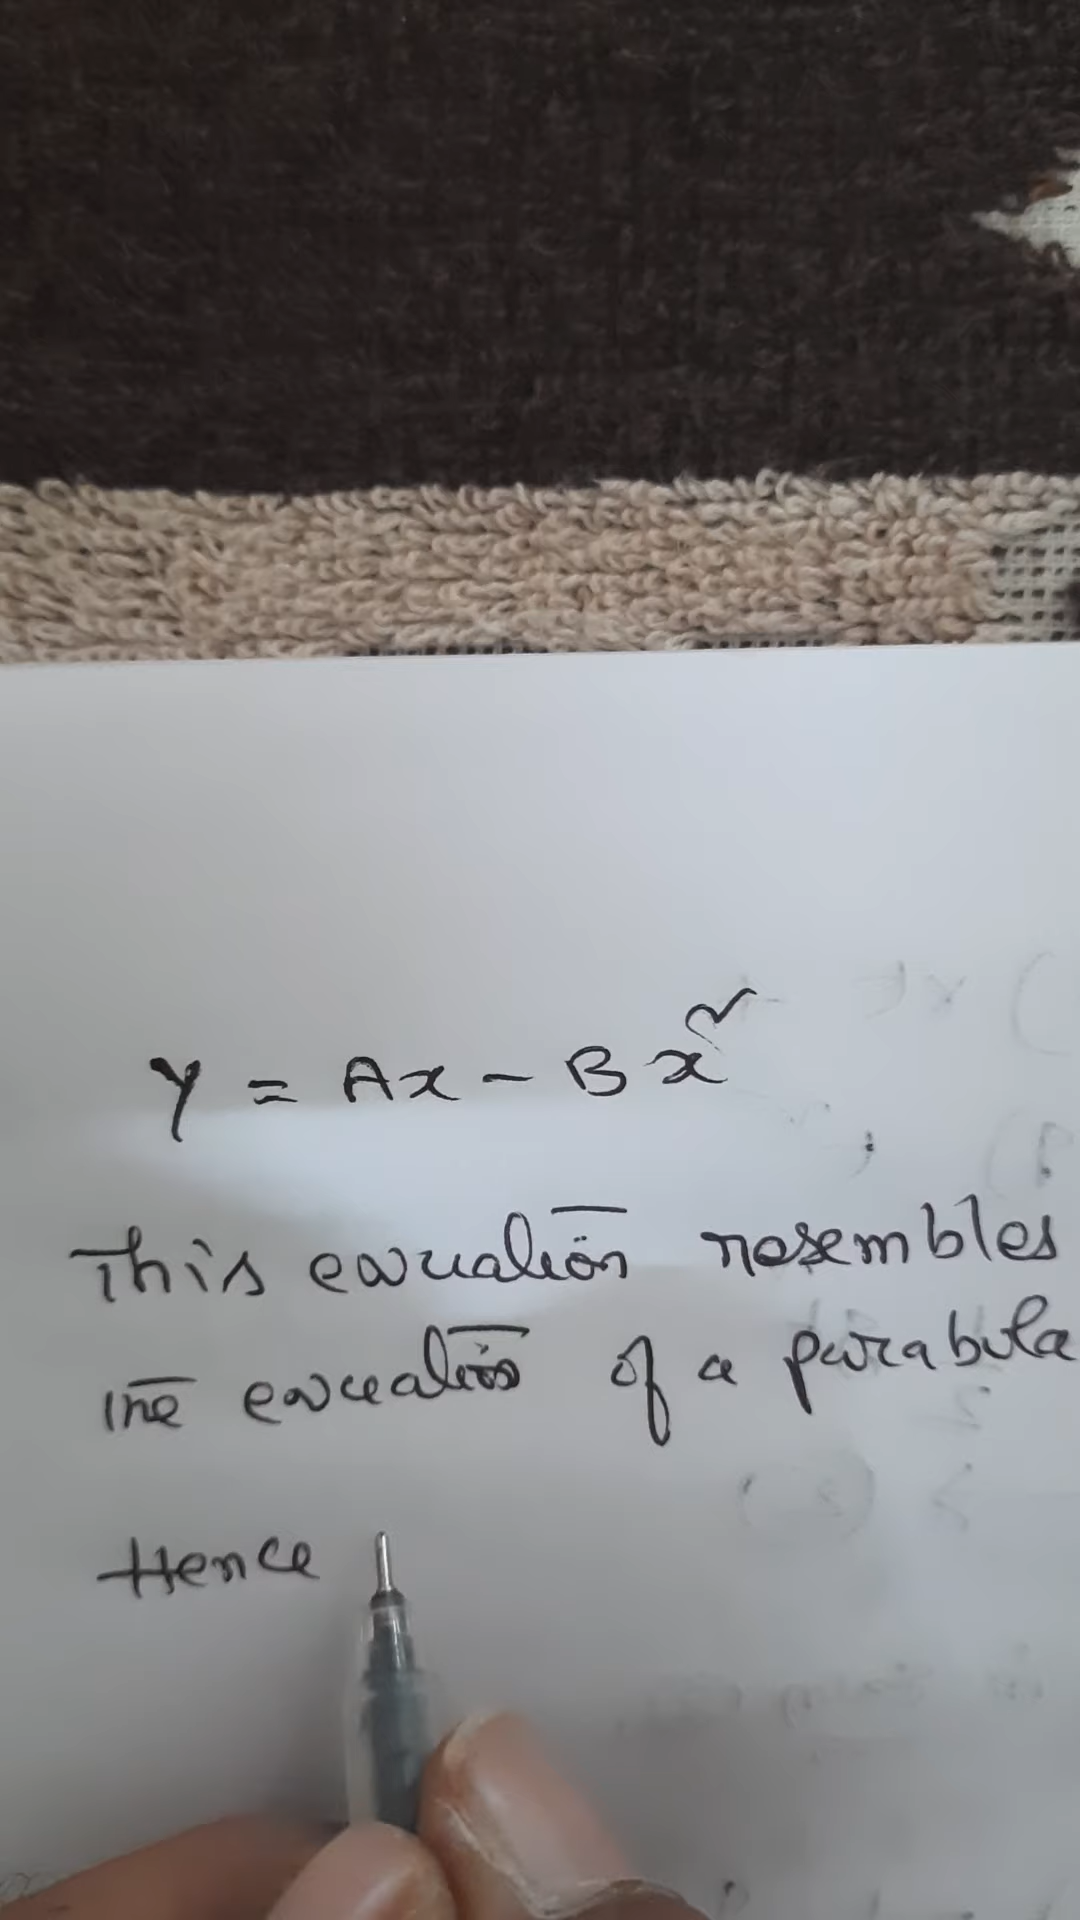 Y = Ax - Bx²
This equation resembles
the equation of a parabola
Hence